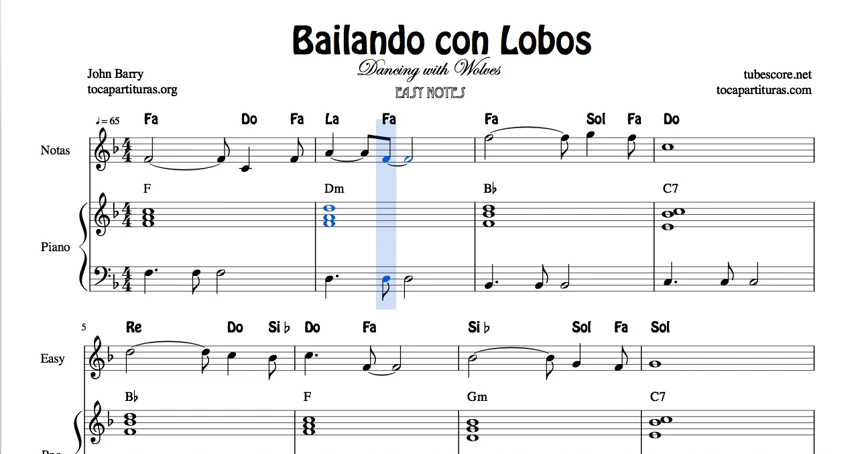 Bailando con Lobos
Dancing with Wolves
EASY NOTES
John Barry
tocapartituras.org
tubescore.net
tocapartituras.com
♩= 65
Fa Do Fa La Fa Fa Sol Fa Do
Notas
F Dm B♭ C7
Piano
5
Re Do Si♭ Do Fa Si♭ Sol Fa Sol
Easy
B♭ F Gm C7
Pno.